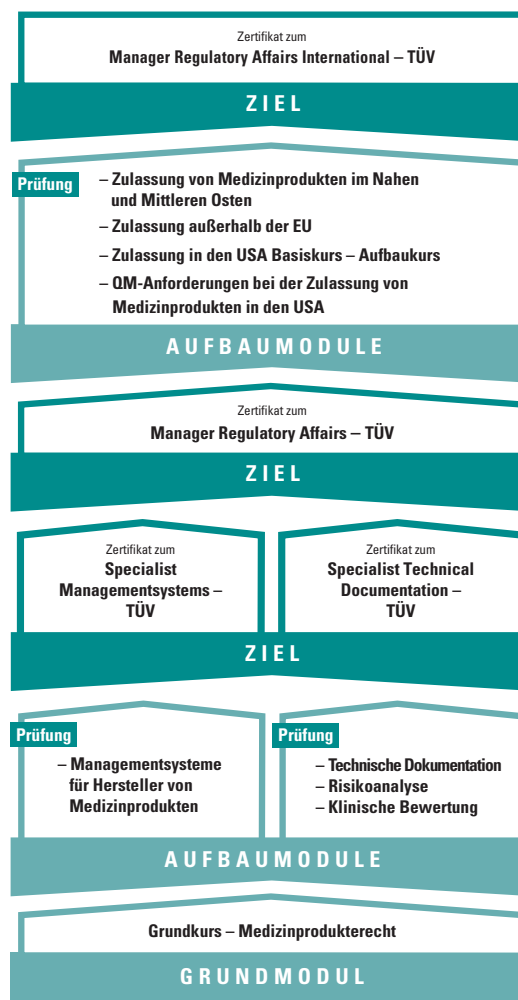 Zertifikat zum
Manager Regulatory Affairs International – TÜV
ZIEL
Prüfung
– Zulassung von Medizinprodukten im Nahen
und Mittleren Osten
– Zulassung außerhalb der EU
– Zulassung in den USA Basiskurs – Aufbaukurs
– QM-Anforderungen bei der Zulassung von
Medizinprodukten in den USA
AUFBAUMODULE
Zertifikat zum
Manager Regulatory Affairs – TÜV
ZIEL
Zertifikat zum
Specialist
Managementsystems –
TÜV
Zertifikat zum
Specialist Technical
Documentation –
TÜV
ZIEL
Prüfung
– Managementsysteme
für Hersteller von
Medizinprodukten
Prüfung
– Technische Dokumentation
– Risikoanalyse
– Klinische Bewertung
AUFBAUMODULE
Grundkurs – Medizinprodukterecht
GRUNDMODUL